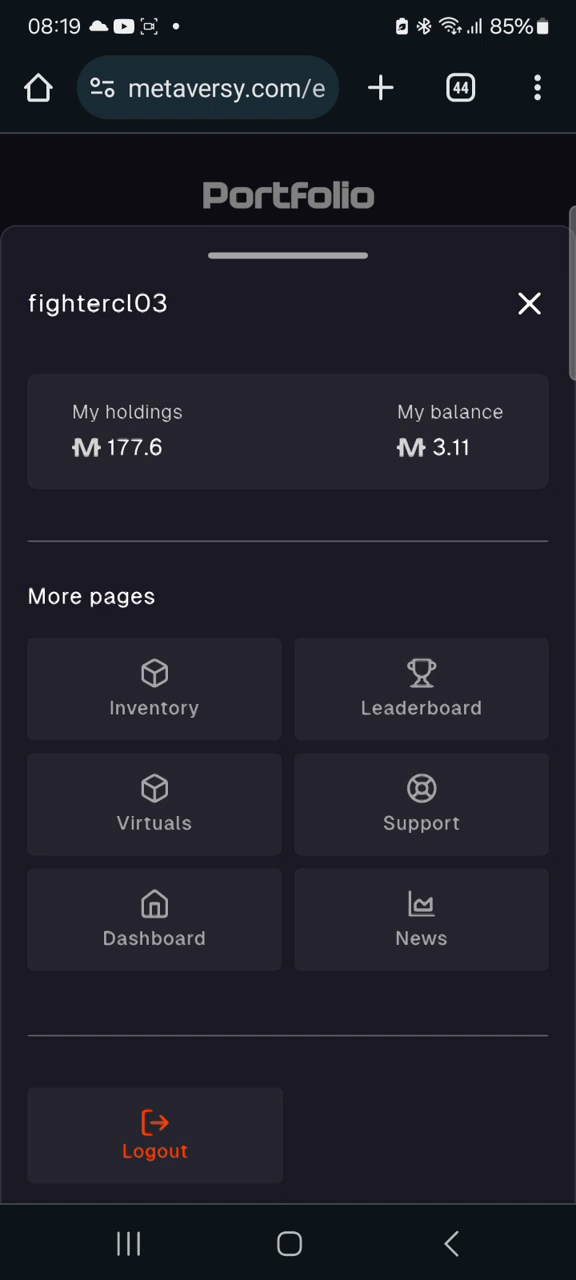 08:19 85%
metaversy.com/e 44
Portfolio
fightercl03
My holdings My balance
177.6 3.11
More pages
Inventory Leaderboard
Virtuals Support
Dashboard News
Logout